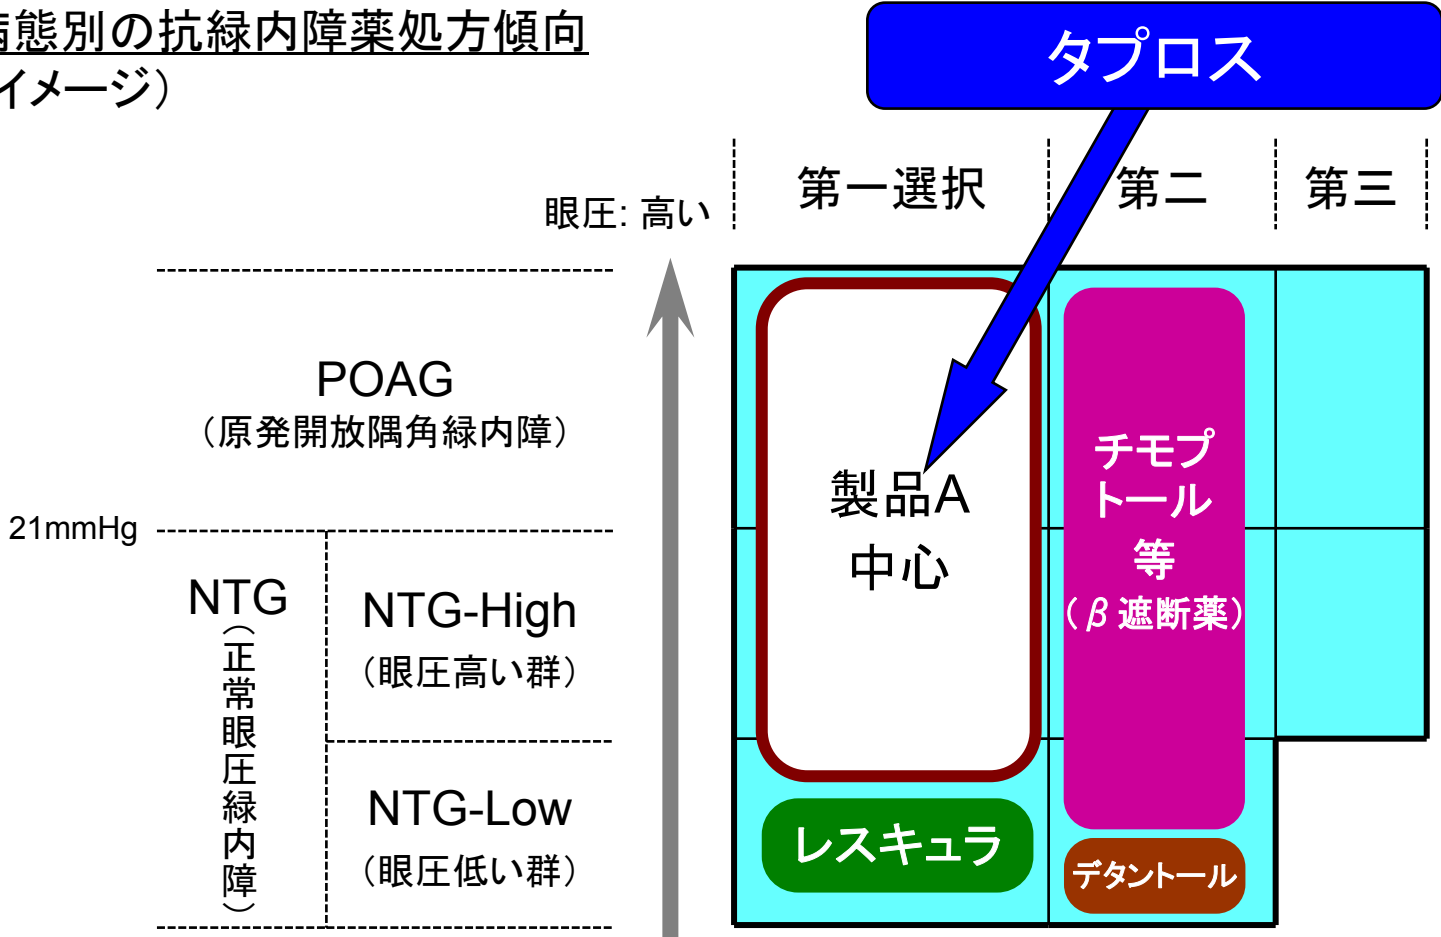 病態別の抗緑内障薬処方傾向
イメージ）
タプロス
第一選択
第二
第三
眼圧: 高い
POAG
（原発開放隅角緑内障）
21mmHg
NTG
（正常眼圧緑内障）
NTG-High
（眼圧高い群）
NTG-Low
（眼圧低い群）
製品A
中心
チモプ
トール
等
（β遮断薬）
レスキュラ
デタントール